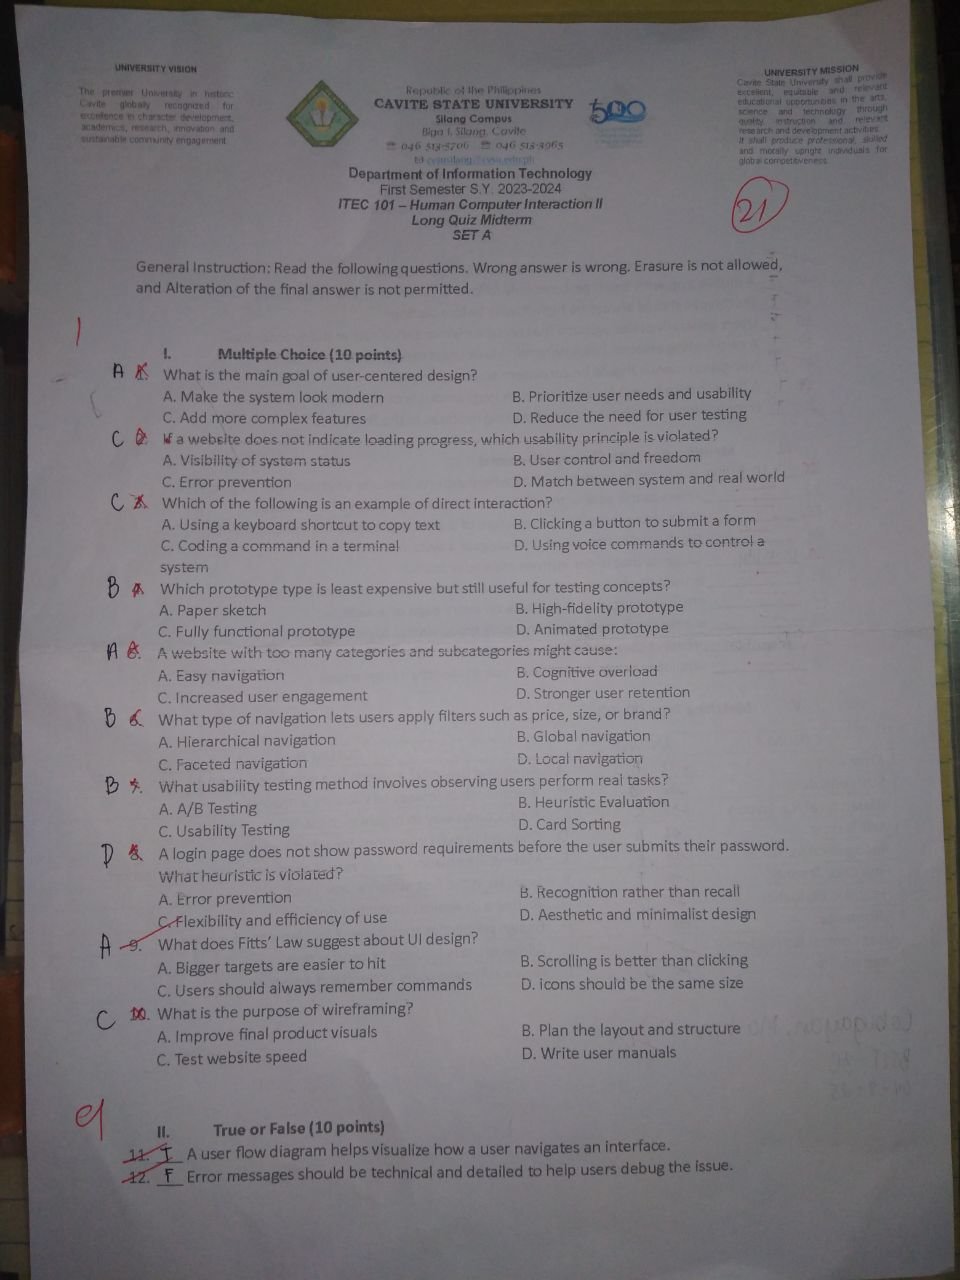 UNIVERSITY VISION
The premier University in historic
Cavite globally recognized for
excellence in character development,
academics, research, innovation and
sustainable community engagement
Republic of the Philippines
CAVITE STATE UNIVERSITY
Silang Campus
Biga I, Silang, Cavite
046 513-5706 046 513-3965
Department of Information Technology
First Semester S.Y. 2023-2024
ITEC 101 – Human Computer Interaction II
Long Quiz Midterm
SET A
500
UNIVERSITY MISSION
Cavite State University shall provide
excellent, equitable and relevant
educational opportunities in the arts,
science and technology through
quality instruction and relevant
research and development activities.
It shall produce professional, skilled
and morally upright individuals for
global competitiveness.
21
General Instruction: Read the following questions. Wrong answer is wrong. Erasure is not allowed,
and Alteration of the final answer is not permitted.
1
I. Multiple Choice (10 points)
A What is the main goal of user-centered design?
A. Make the system look modern B. Prioritize user needs and usability
C. Add more complex features D. Reduce the need for user testing
C If a website does not indicate loading progress, which usability principle is violated?
A. Visibility of system status B. User control and freedom
C. Error prevention D. Match between system and real world
C Which of the following is an example of direct interaction?
A. Using a keyboard shortcut to copy text B. Clicking a button to submit a form
C. Coding a command in a terminal D. Using voice commands to control a
system
B Which prototype type is least expensive but still useful for testing concepts?
A. Paper sketch B. High-fidelity prototype
C. Fully functional prototype D. Animated prototype
A A website with too many categories and subcategories might cause:
A. Easy navigation B. Cognitive overload
C. Increased user engagement D. Stronger user retention
B What type of navigation lets users apply filters such as price, size, or brand?
A. Hierarchical navigation B. Global navigation
C. Faceted navigation D. Local navigation
B What usability testing method involves observing users perform real tasks?
A. A/B Testing B. Heuristic Evaluation
C. Usability Testing D. Card Sorting
D A login page does not show password requirements before the user submits their password.
What heuristic is violated?
A. Error prevention B. Recognition rather than recall
C. Flexibility and efficiency of use D. Aesthetic and minimalist design
A 9. What does Fitts' Law suggest about UI design?
A. Bigger targets are easier to hit B. Scrolling is better than clicking
C. Users should always remember commands D. icons should be the same size
C 10. What is the purpose of wireframing?
A. Improve final product visuals B. Plan the layout and structure
C. Test website speed D. Write user manuals
9
II. True or False (10 points)
11. T A user flow diagram helps visualize how a user navigates an interface.
12. F Error messages should be technical and detailed to help users debug the issue.